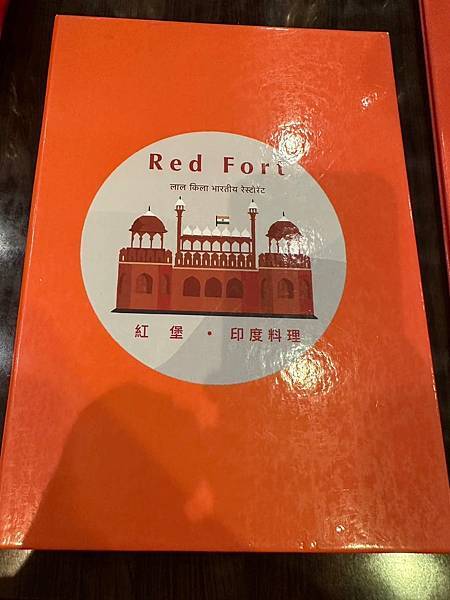 Red Fort
लाल किला भारतीय रेस्टोरेंट
紅 堡 • 印度料理